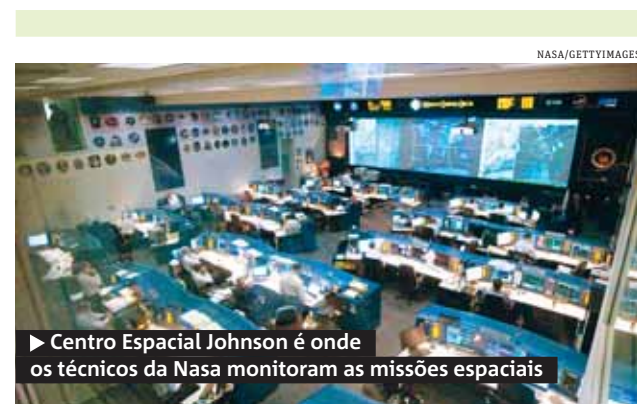 NASA/GETTYIMAGES
▶ Centro Espacial Johnson é onde
os técnicos da Nasa monitoram as missões espaciais